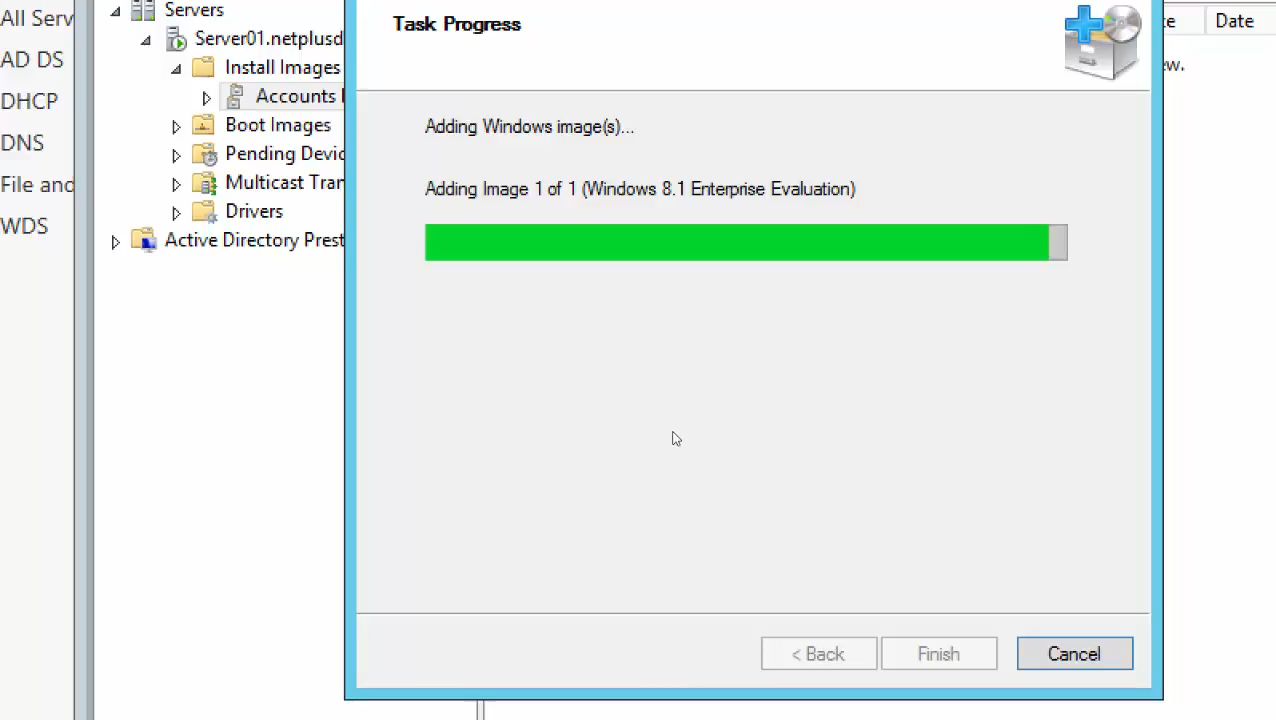 All Serv
AD DS
DHCP
DNS
File and
WDS
Servers
Server01.netplusd
Install Images
Accounts
Boot Images
Pending Devic
Multicast Tran
Drivers
Active Directory Prest
Task Progress
Adding Windows image(s)...
Adding Image 1 of 1 (Windows 8.1 Enterprise Evaluation)
< Back
Finish
Cancel
te
Date
ew.